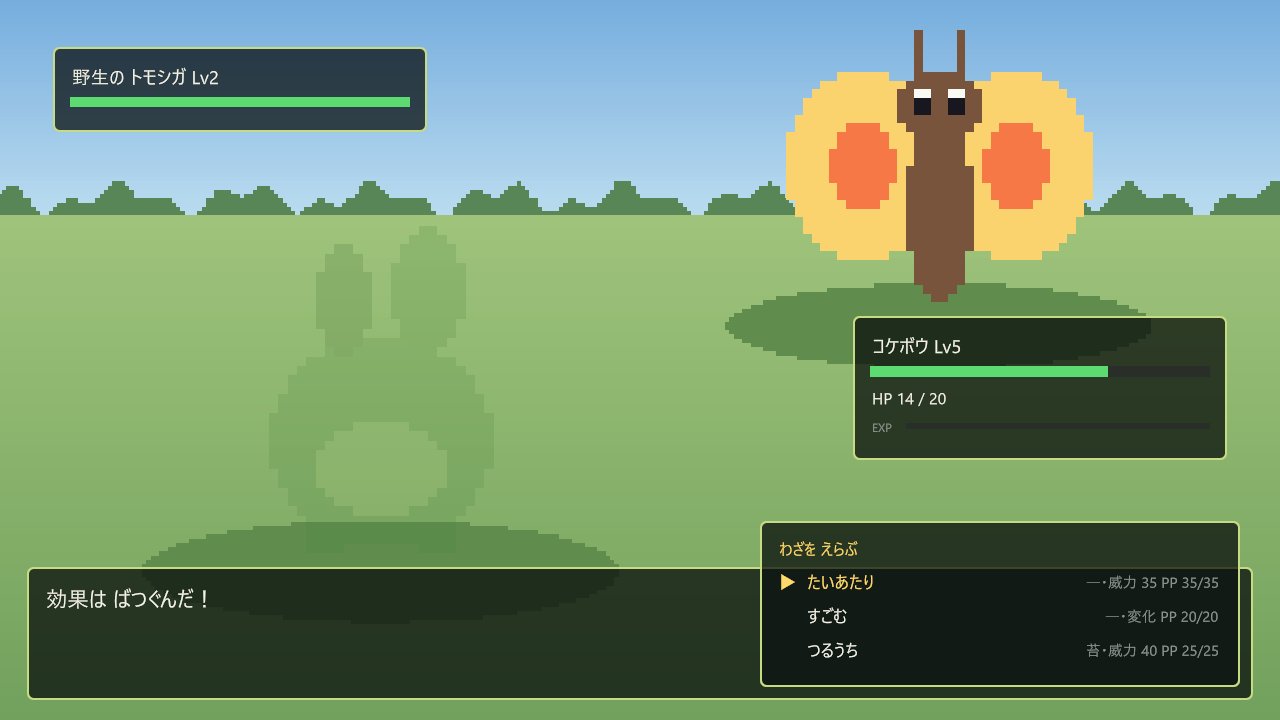 野生の トモシガ Lv2
コケボウ Lv5
HP 14 / 20
EXP
効果は ばつぐんだ！
わざを えらぶ
▶ たいあたり ―・威力 35 PP 35/35
すごむ ―・変化 PP 20/20
つるうち 苔・威力 40 PP 25/25